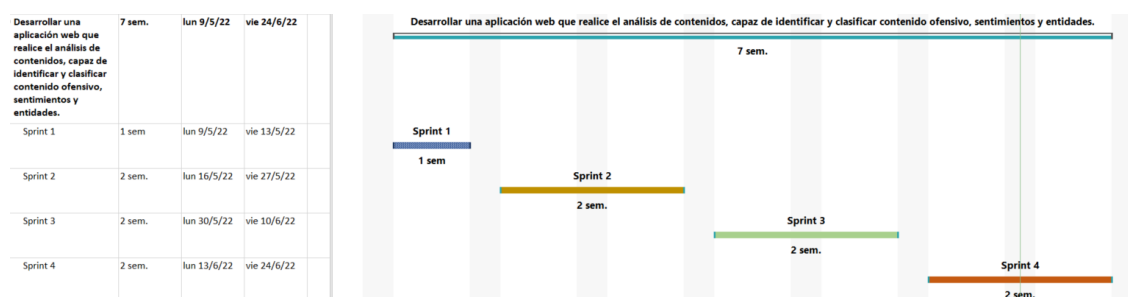 Desarrollar una
aplicación web que
realice el análisis de
contenidos, capaz de
identificar y clasificar
contenido ofensivo,
sentimientos y
entidades.
7 sem.
lun 9/5/22
vie 24/6/22
Sprint 1
1 sem
lun 9/5/22
vie 13/5/22
Sprint 2
2 sem.
lun 16/5/22
vie 27/5/22
Sprint 3
2 sem.
lun 30/5/22
vie 10/6/22
Sprint 4
2 sem.
lun 13/6/22
vie 24/6/22
Desarrollar una aplicación web que realice el análisis de contenidos, capaz de identificar y clasificar contenido ofensivo, sentimientos y entidades.
7 sem.
Sprint 1
1 sem
Sprint 2
2 sem.
Sprint 3
2 sem.
Sprint 4
2 sem.